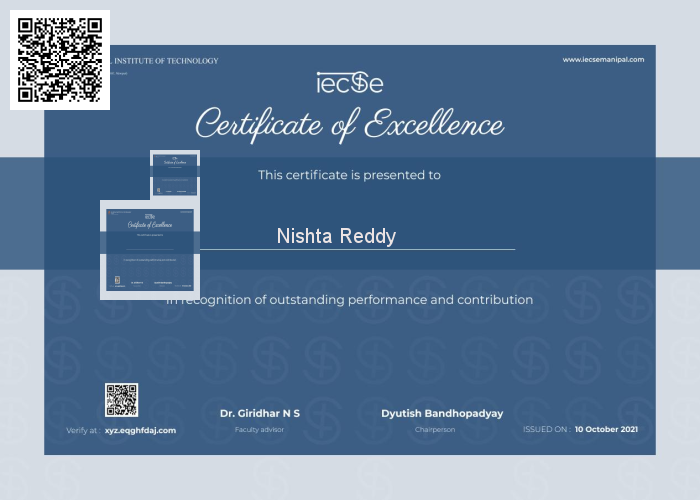 INSTITUTE OF TECHNOLOGY
www.iecsemanipal.com
iecse
Certificate of Excellence
This certificate is presented to
Nishta Reddy
In recognition of outstanding performance and contribution
Dr. Giridhar N S
Dyutish Bandhopadyay
Verify at : xyz.eqghfdaj.com
Faculty advisor
Chairperson
ISSUED ON : 10 October 2021